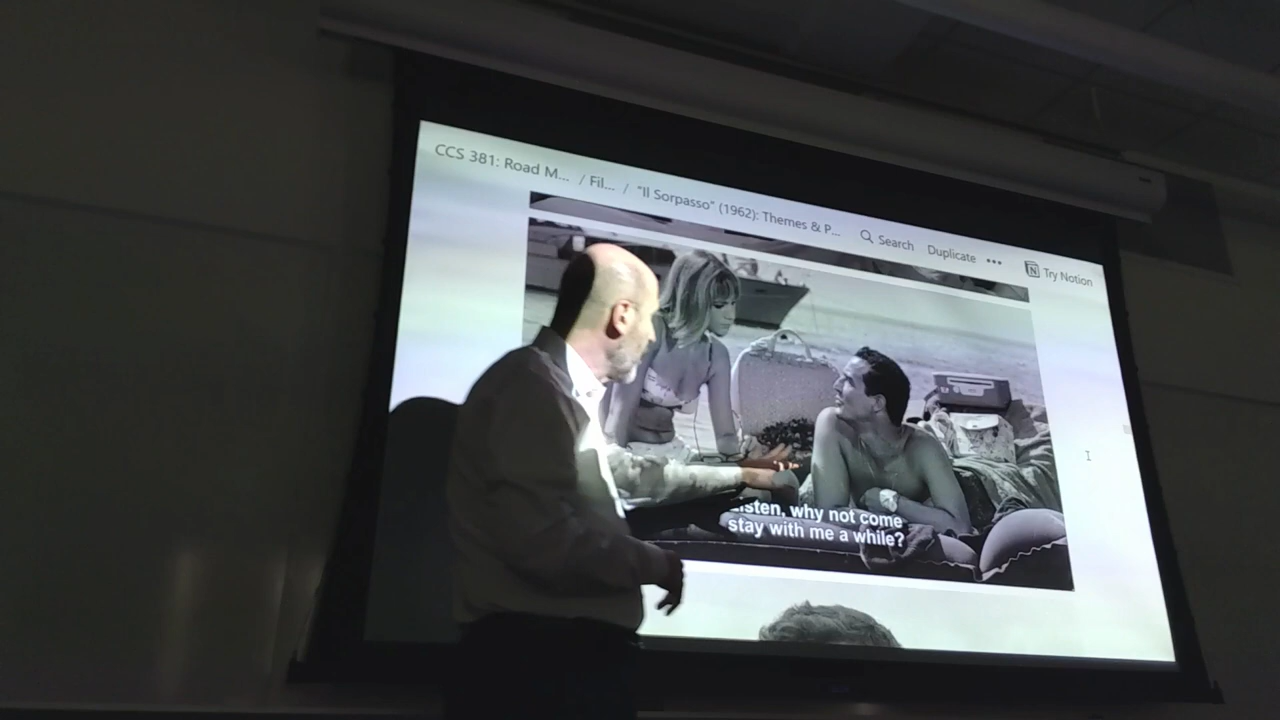 CCS 381: Road M... / Fil... / "Il Sorpasso" (1962): Themes & P... Search Duplicate ••• Try Notion
Listen, why not come
stay with me a while?